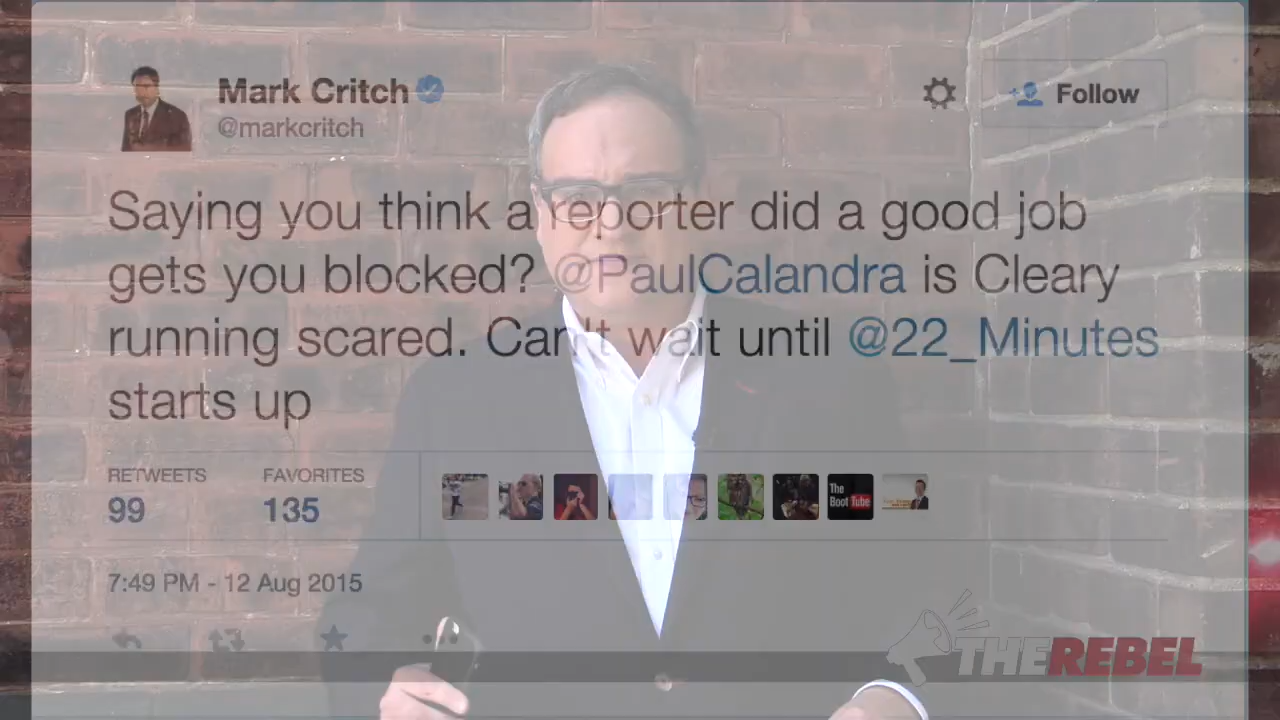 Mark Critch
@markcritch
Follow
Saying you think a reporter did a good job
gets you blocked? @PaulCalandra is Cleary
running scared. Can't wait until @22_Minutes
starts up
RETWEETS FAVORITES
99 135
The
Boot Tube
7:49 PM - 12 Aug 2015
THEREBEL